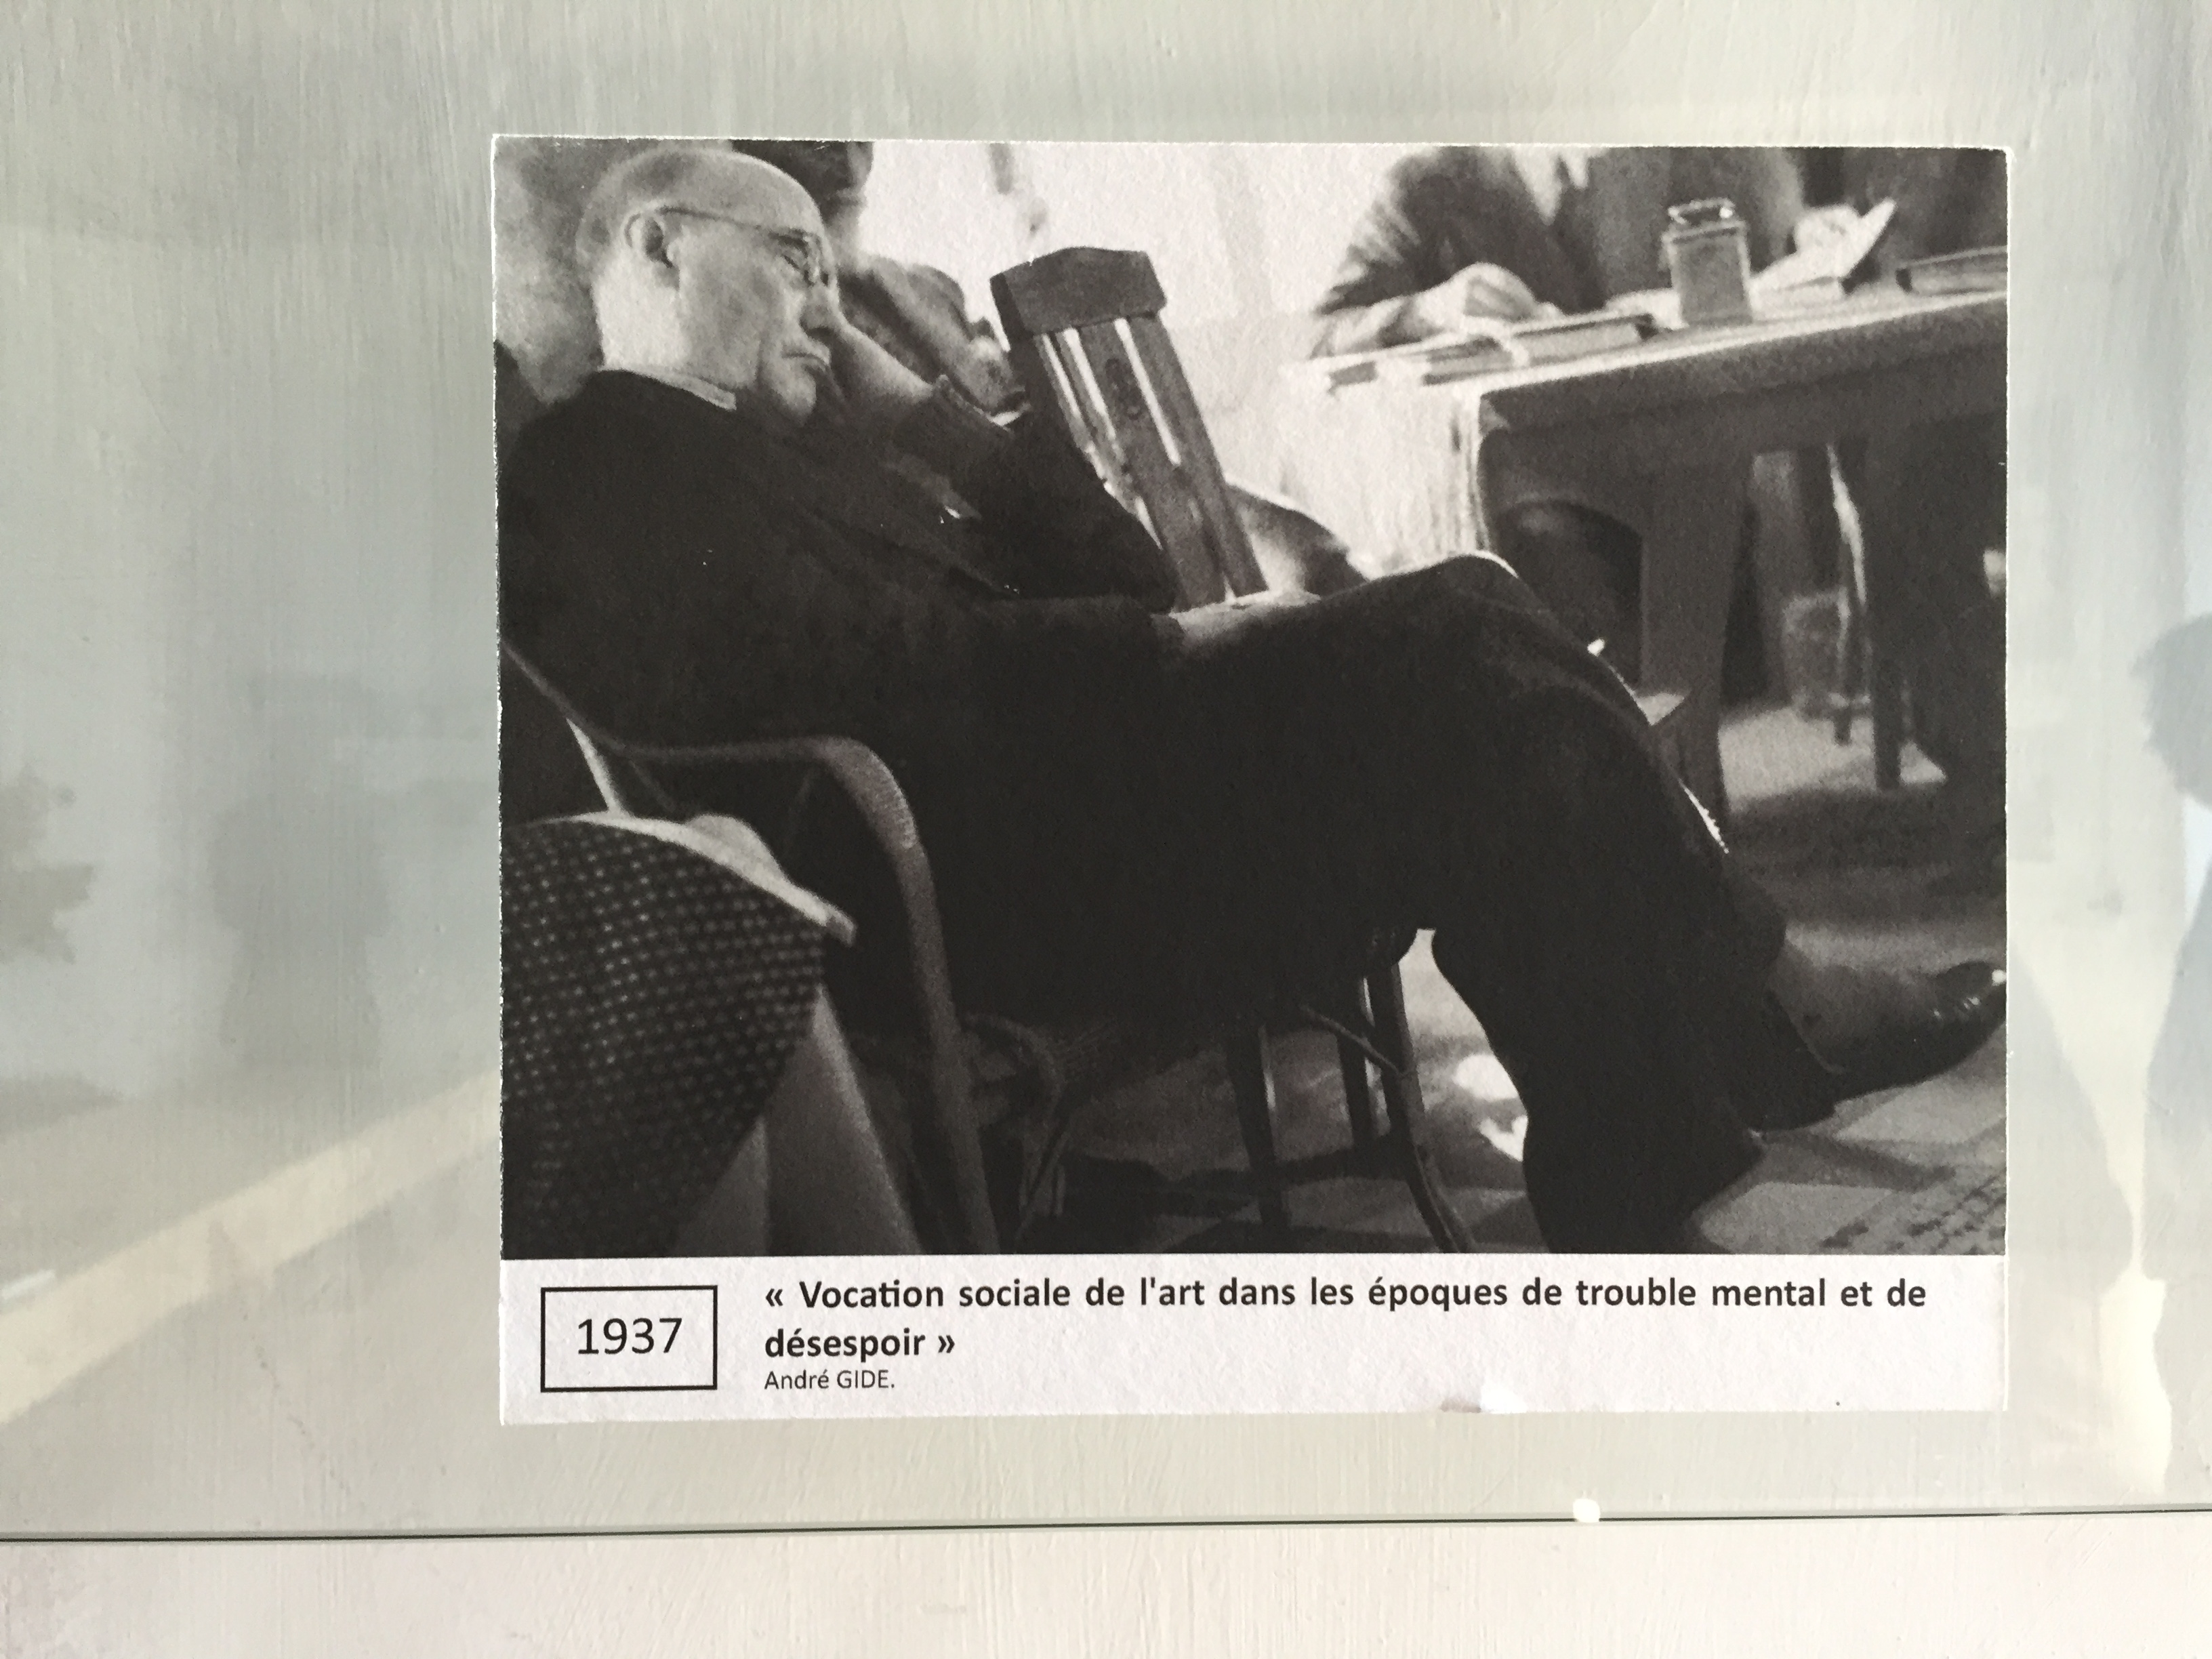 1937
« Vocation sociale de l'art dans les époques de trouble mental et de
désespoir »
André GIDE.